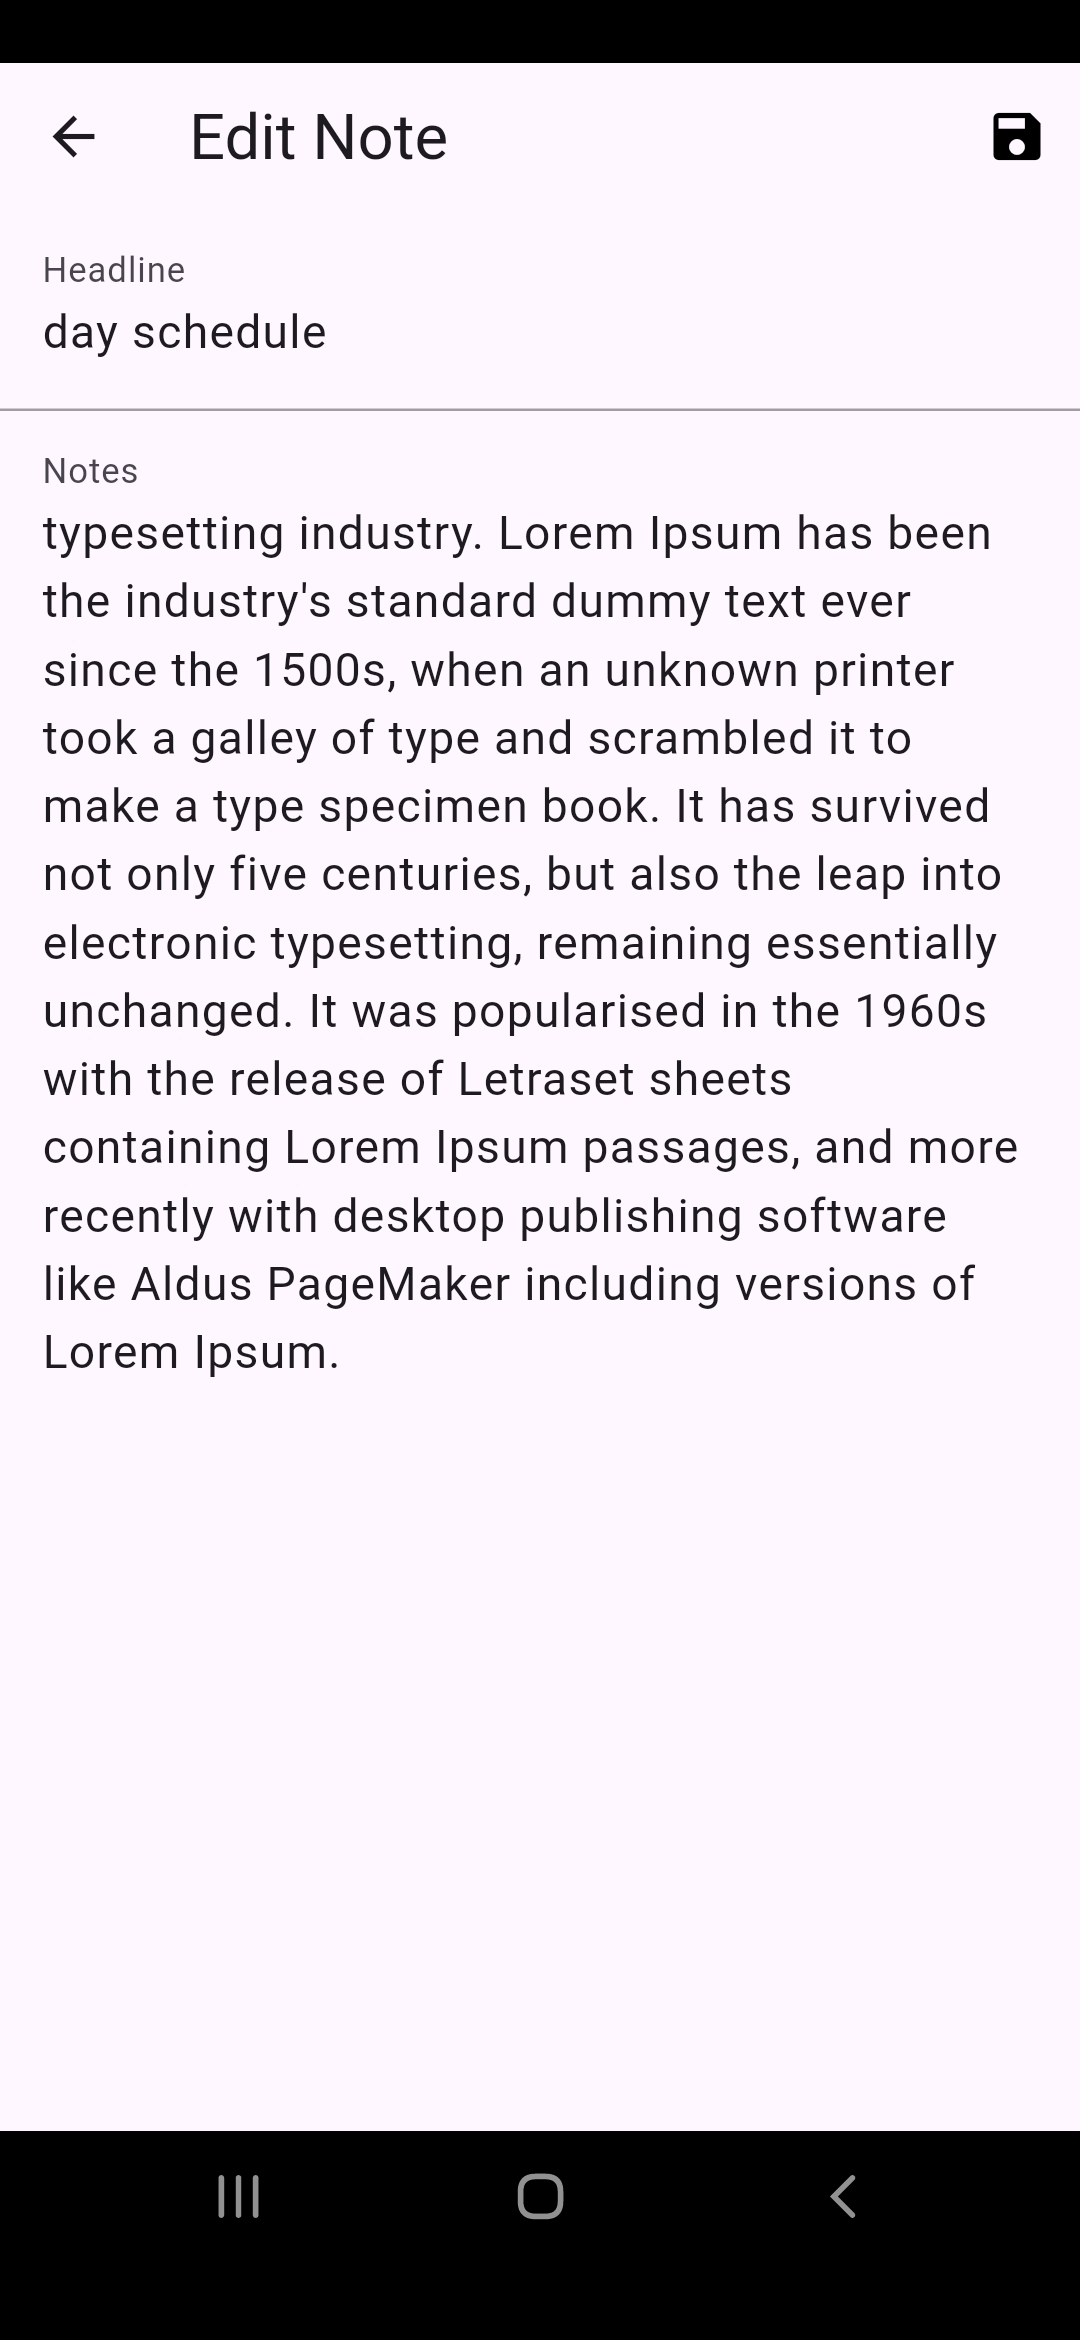 Edit Note
Headline
day schedule
Notes
typesetting industry. Lorem Ipsum has been
the industry's standard dummy text ever
since the 1500s, when an unknown printer
took a galley of type and scrambled it to
make a type specimen book. It has survived
not only five centuries, but also the leap into
electronic typesetting, remaining essentially
unchanged. It was popularised in the 1960s
with the release of Letraset sheets
containing Lorem Ipsum passages, and more
recently with desktop publishing software
like Aldus PageMaker including versions of
Lorem Ipsum.